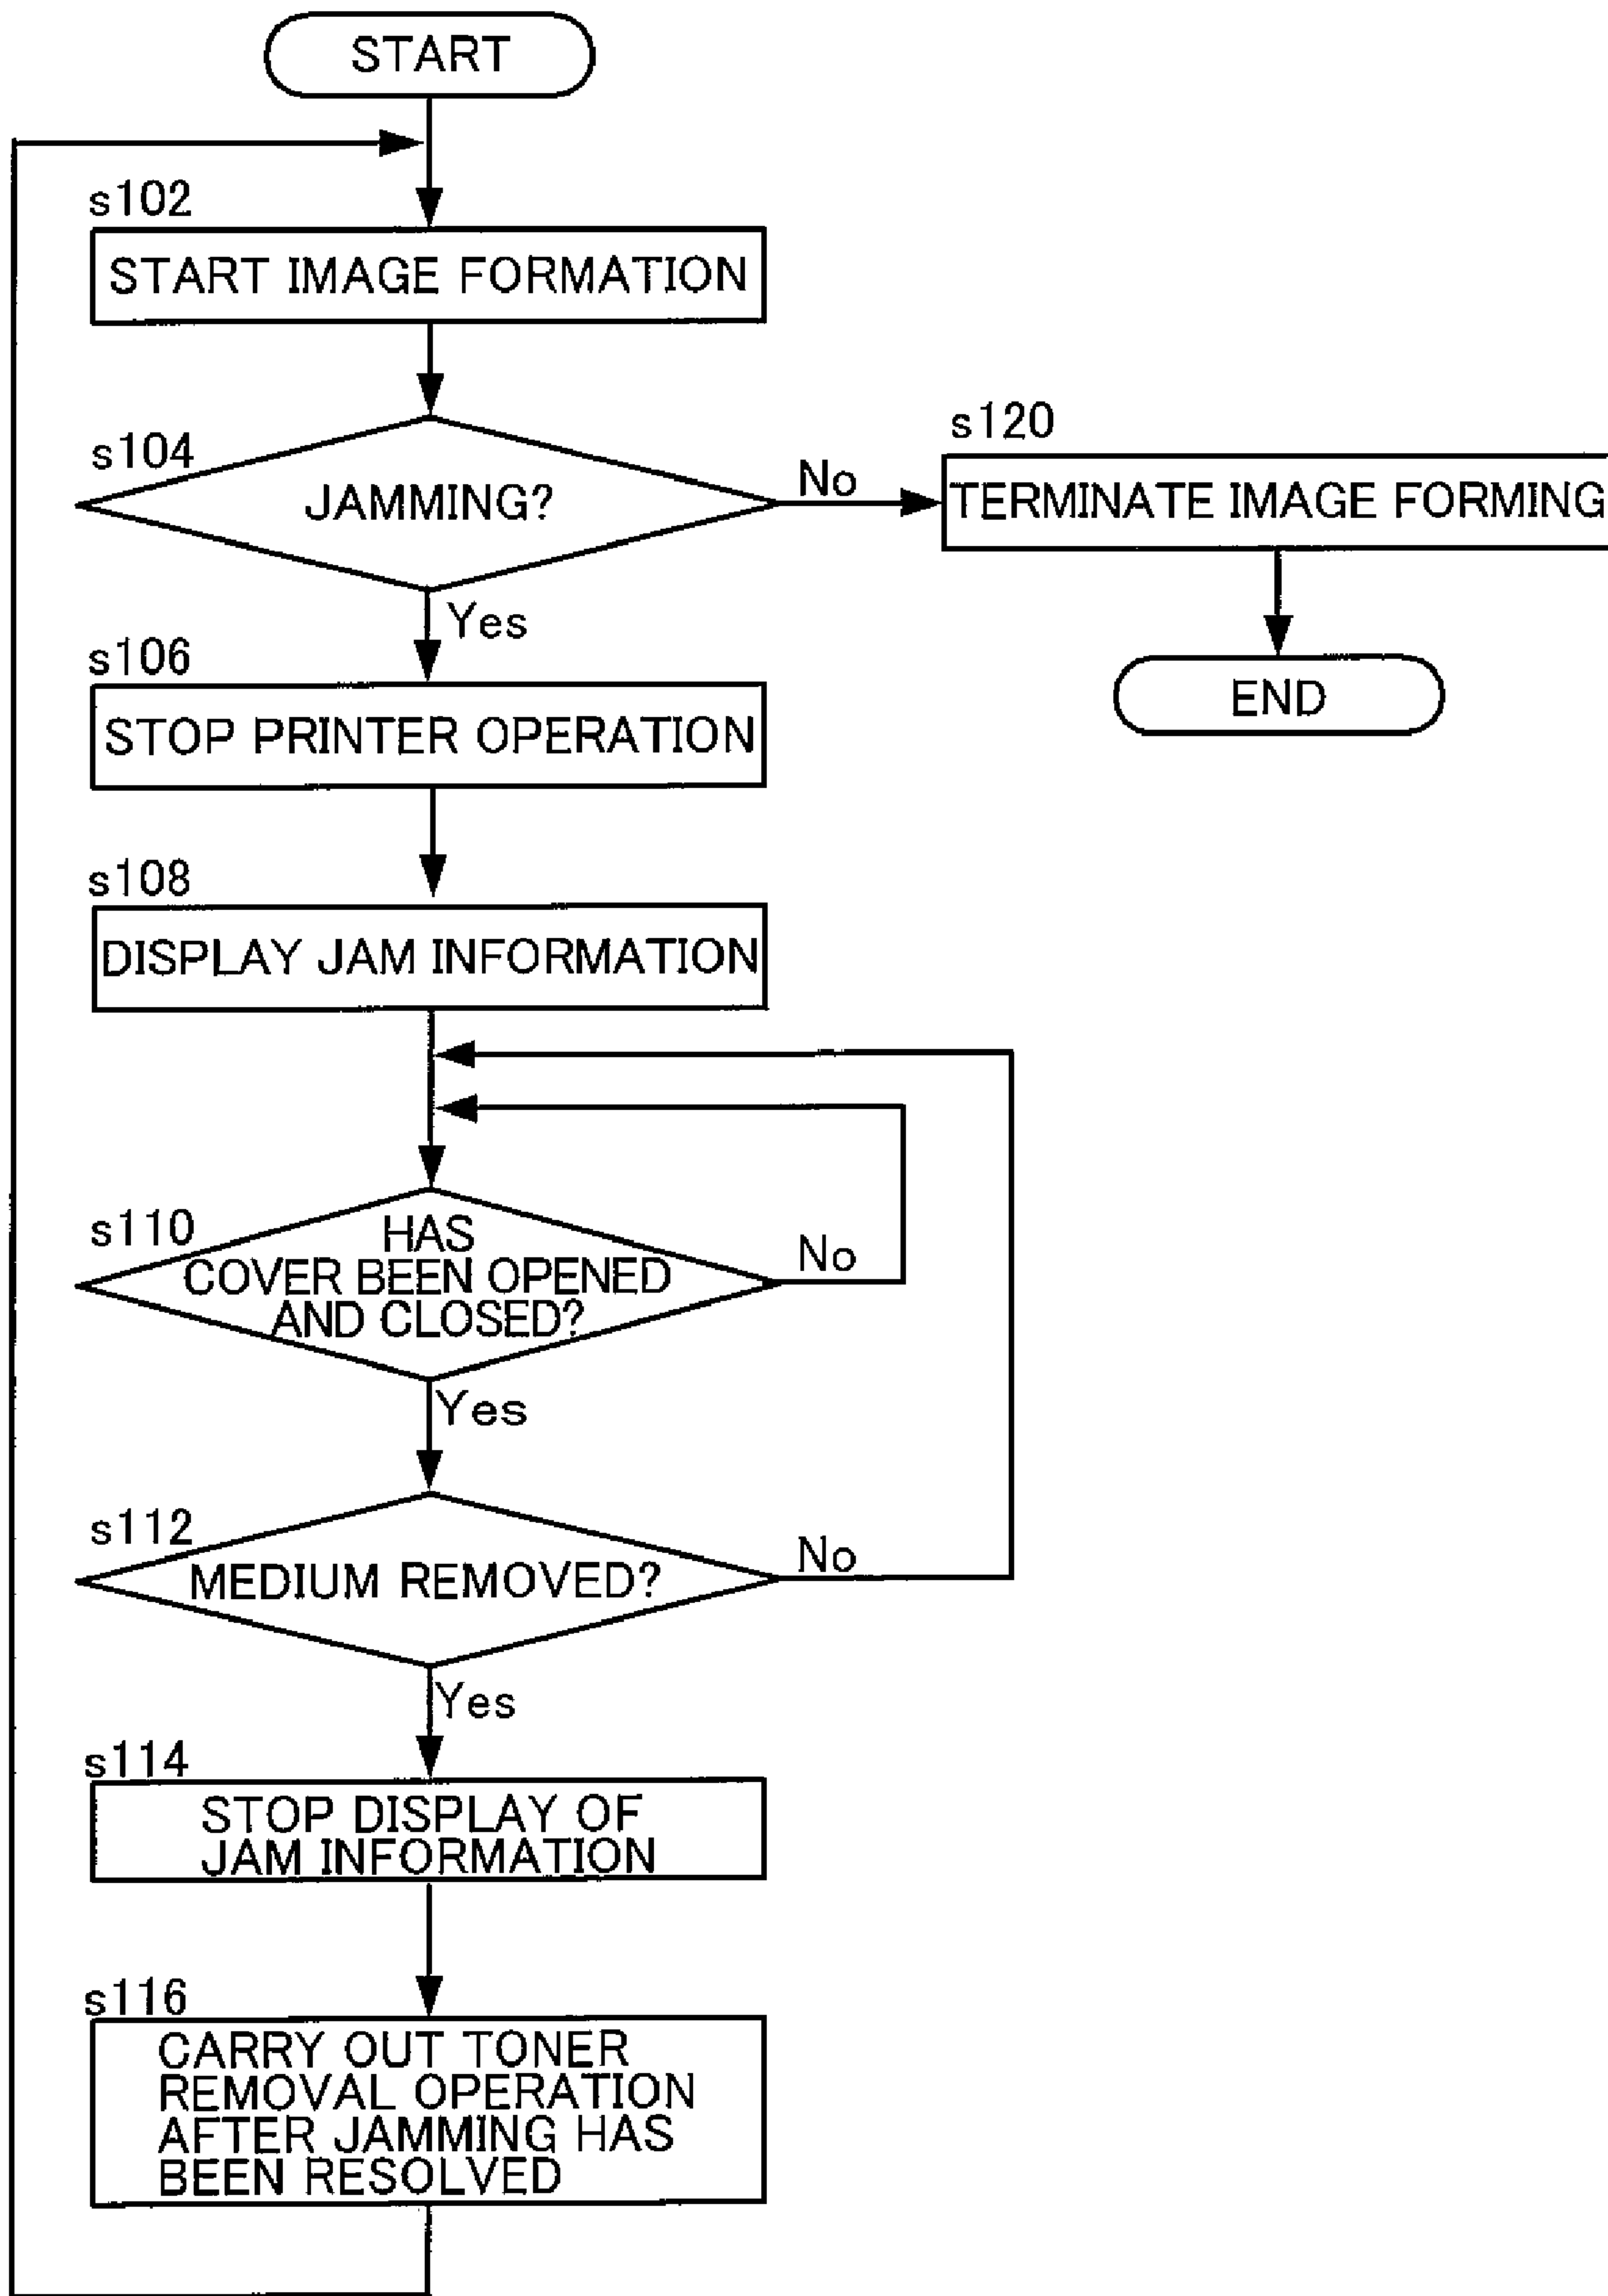 START
s102
START IMAGE FORMATION
s104
JAMMING?
No
s120
TERMINATE IMAGE FORMING
Yes
END
s106
STOP PRINTER OPERATION
s108
DISPLAY JAM INFORMATION
s110
HAS
COVER BEEN OPENED
AND CLOSED?
No
Yes
s112
MEDIUM REMOVED?
No
Yes
s114
STOP DISPLAY OF
JAM INFORMATION
s116
CARRY OUT TONER
REMOVAL OPERATION
AFTER JAMMING HAS
BEEN RESOLVED